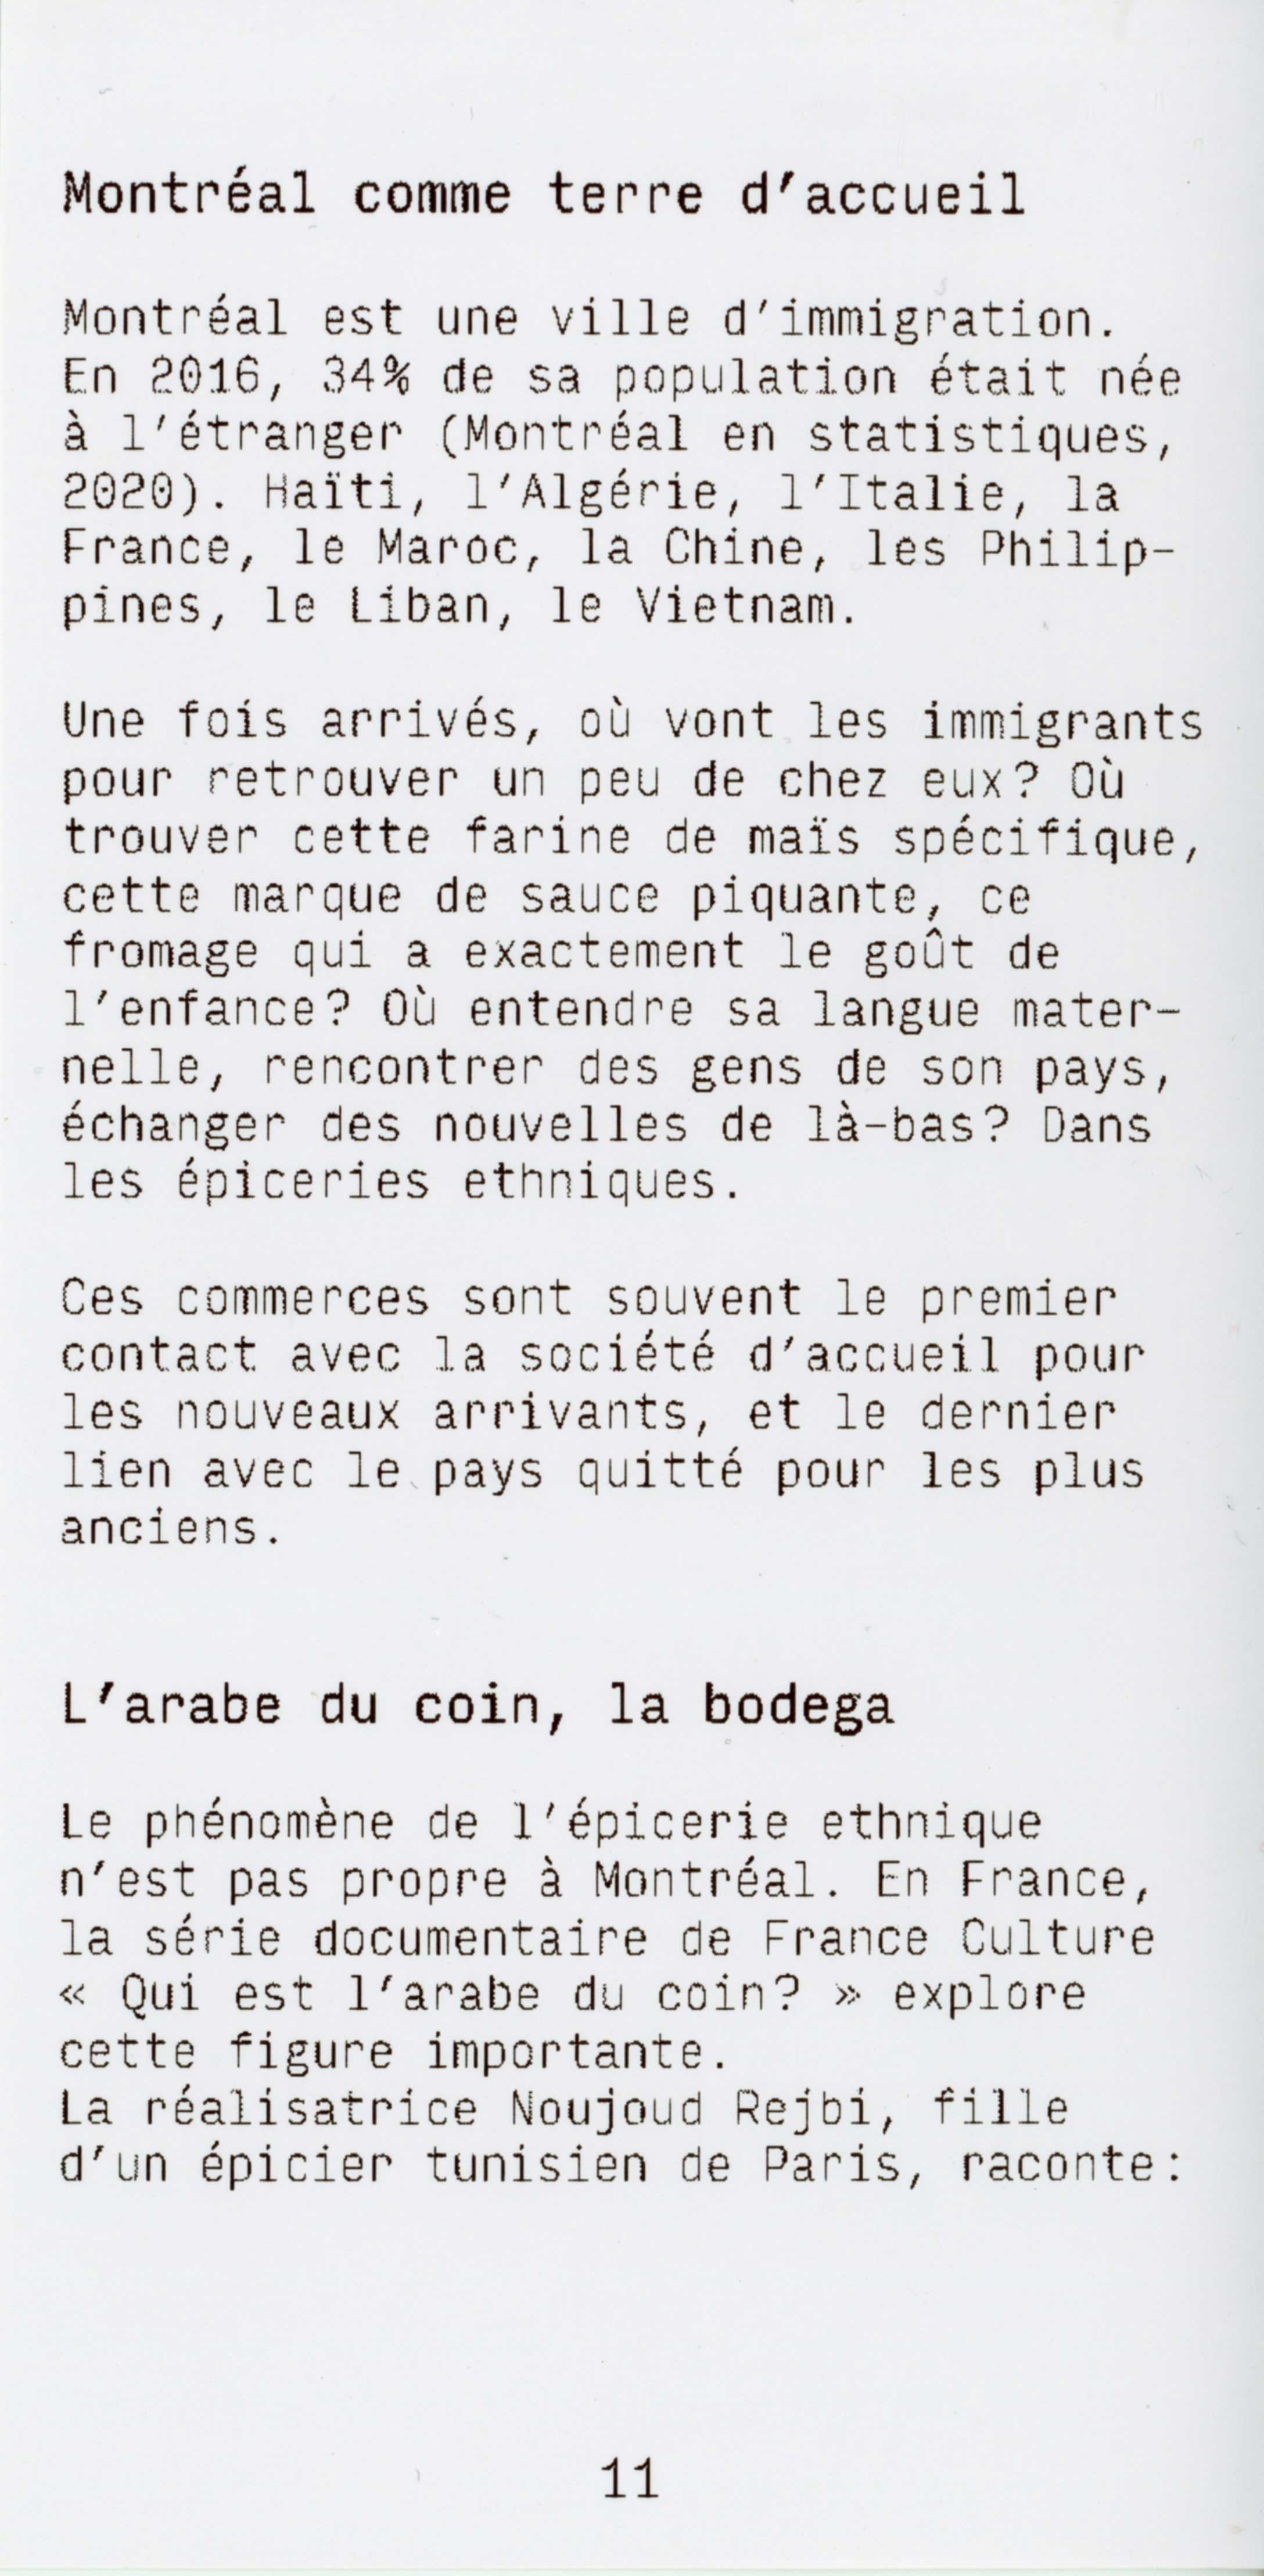 Montréal comme terre d'accueil
Montréal est une ville d'immigration.
En 2016, 34% de sa population était née
à l'étranger (Montréal en statistiques,
2020). Haïti, l'Algérie, l'Italie, la
France, le Maroc, la Chine, les Philip-
pines, le Liban, le Vietnam.
Une fois arrivés, où vont les immigrants
pour retrouver un peu de chez eux? Où
trouver cette farine de maïs spécifique,
cette marque de sauce piquante, ce
fromage qui a exactement le goût de
l'enfance? Où entendre sa langue mater-
nelle, rencontrer des gens de son pays,
échanger des nouvelles de là-bas? Dans
les épiceries ethniques.
Ces commerces sont souvent le premier
contact avec la société d'accueil pour
les nouveaux arrivants, et le dernier
lien avec le pays quitté pour les plus
anciens.
L'arabe du coin, la bodega
Le phénomène de l'épicerie ethnique
n'est pas propre à Montréal. En France,
la série documentaire de France Culture
« Qui est l'arabe du coin? » explore
cette figure importante.
La réalisatrice Noujoud Rejbi, fille
d'un épicier tunisien de Paris, raconte:
11